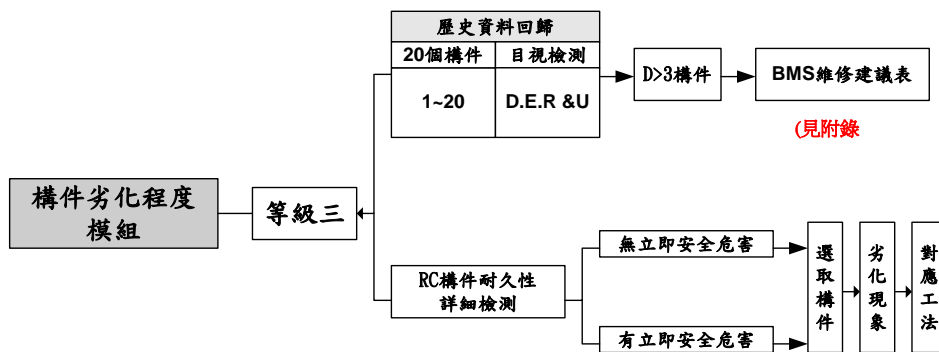 歷史資料回歸
20個構件
目視檢測
1~20
D.E.R &U
D>3構件
BMS維修建議表
(見附錄
構件劣化程度
模組
等級三
RC構件耐久性
詳細檢測
無立即安全危害
有立即安全危害
選取構件
劣化現象
對應工法